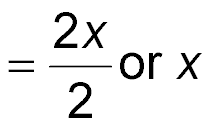 = 2x/2 or x